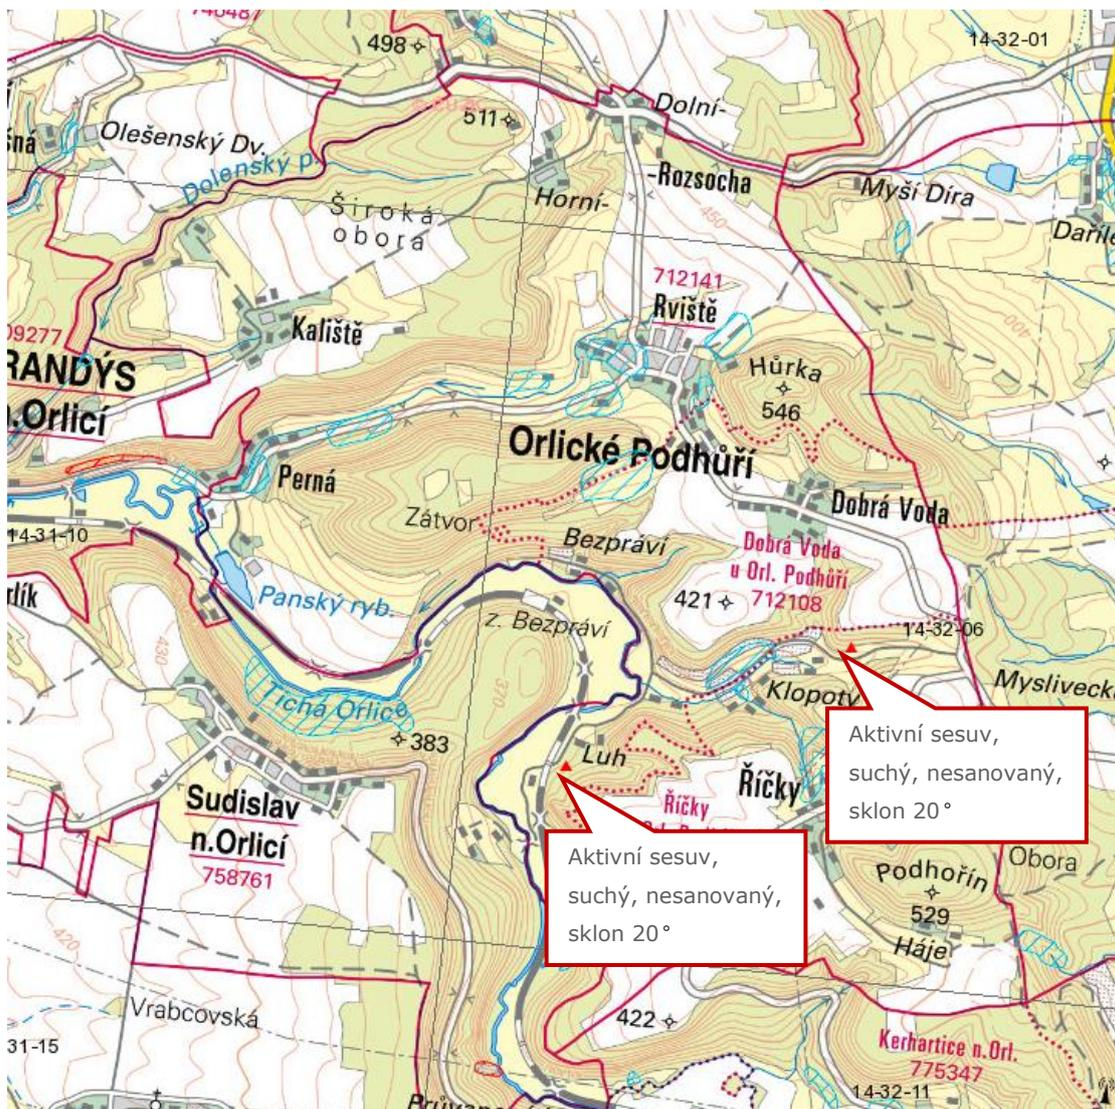 74648
498
14-32-01
Dolní-
511
Olešenský Dv.
Dolenský p.
-Rozsocha
Myší Díra
Horní-
Široká
obora
450
712141
Rviště
400
09277
Kaliště
RANDÝS
n.Orlicí
Hůrka
546
Orlické Podhůří
Perná
Dobrá Voda
Zátvor
14-31-10
Bezpráví
Dobrá Voda
u Orl. Podhůří
712108
Panský ryb.
421
z. Bezpráví
14-32-06
430
370
Klopoty
Tichá Orlice
383
Aktivní sesuv,
suchý, nesanovaný,
sklon 20°
Luh
Říčky
Sudislav
n.Orlicí
758761
Říčky
Aktivní sesuv,
suchý, nesanovaný,
sklon 20°
Obora
Podhořín
529
Háje
420
Vrabcovská
422
31-15
Kerhartice n.Orl.
775347
14-32-11